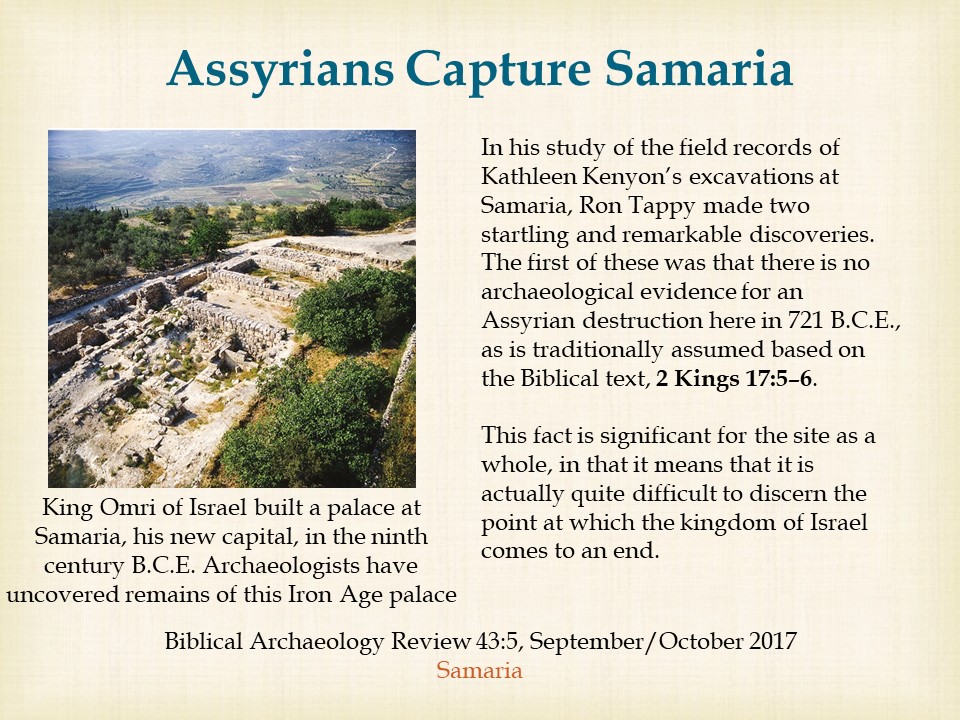 Assyrians Capture Samaria
In his study of the field records of
Kathleen Kenyon’s excavations at
Samaria, Ron Tappy made two
startling and remarkable discoveries.
The first of these was that there is no
archaeological evidence for an
Assyrian destruction here in 721 B.C.E.,
as is traditionally assumed based on
the Biblical text, 2 Kings 17:5–6.
This fact is significant for the site as a
whole, in that it means that it is
actually quite difficult to discern the
point at which the kingdom of Israel
comes to an end.
King Omri of Israel built a palace at
Samaria, his new capital, in the ninth
century B.C.E. Archaeologists have
uncovered remains of this Iron Age palace
Biblical Archaeology Review 43:5, September/October 2017
Samaria